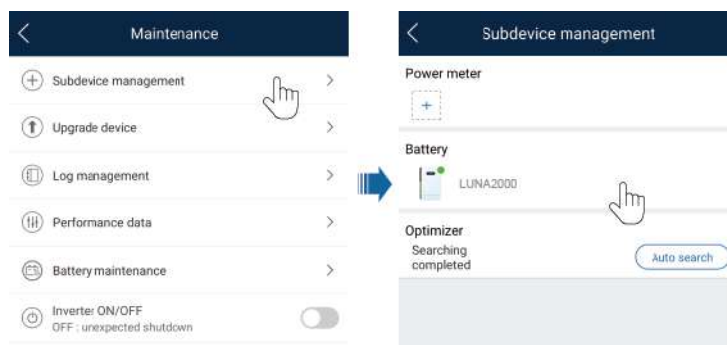 Maintenance
Subdevice management
Upgrade device
Log management
Performance data
Battery maintenance
Inverter ON/OFF
OFF : unexpected shutdown
Subdevice management
Power meter
+
Battery
LUNA2000
Optimizer
Searching
completed
Auto search